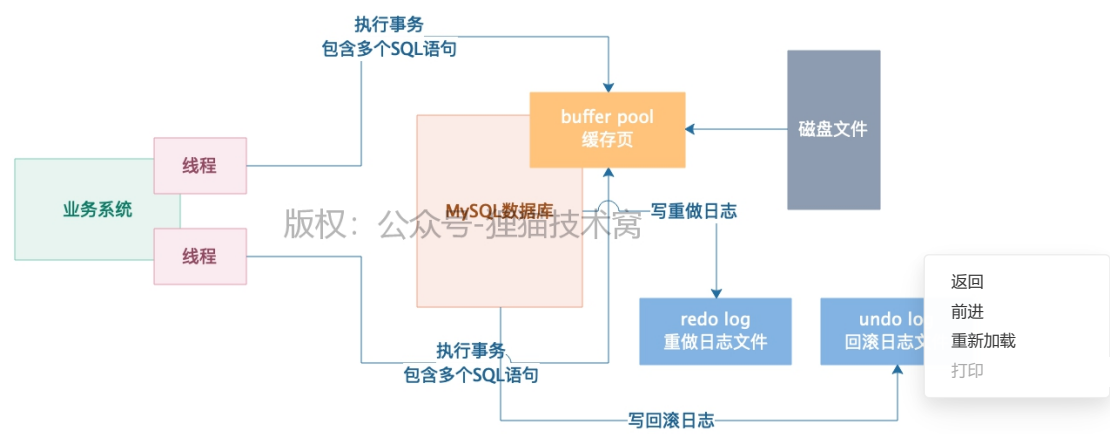 执行事务
包含多个SQL语句
buffer pool
缓存页
磁盘文件
线程
业务系统
MySQL数据库
写重做日志
版权：公众号-狸猫技术窝
线程
返回
前进
重新加载
打印
redo log
重做日志文件
undo lo
回滚日志文
执行事务
包含多个SQL语句
写回滚日志